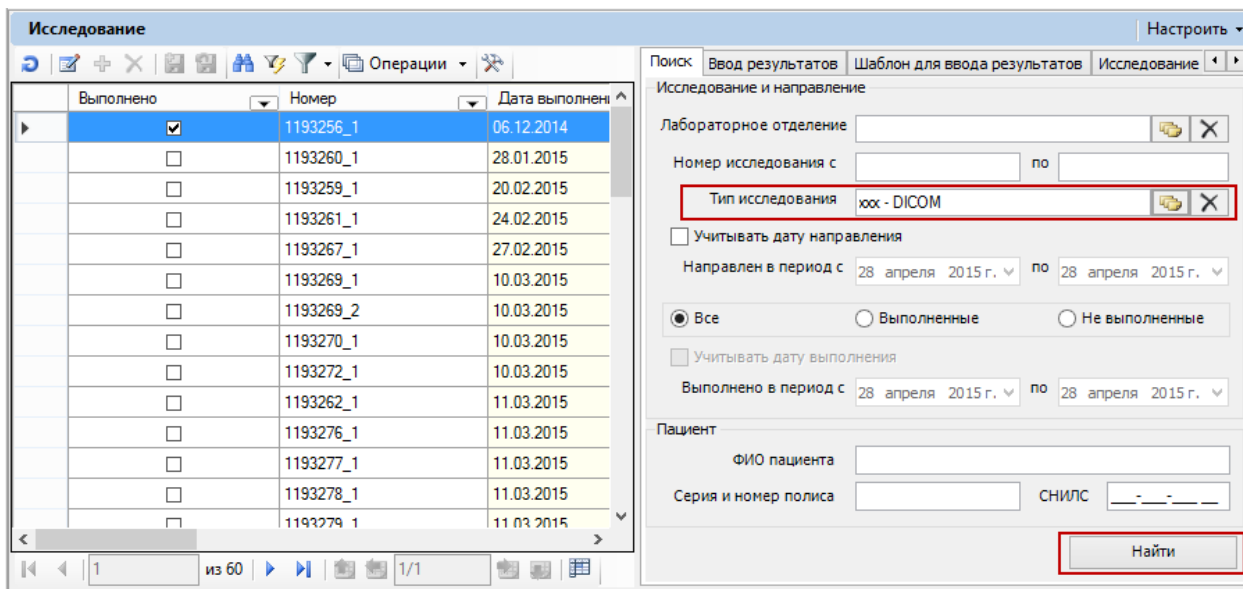 Исследование
Настроить
Операции
Выполнено Номер Дата выполнени
1193256_1 06.12.2014
1193260_1 28.01.2015
1193259_1 20.02.2015
1193261_1 24.02.2015
1193267_1 27.02.2015
1193269_1 10.03.2015
1193269_2 10.03.2015
1193270_1 10.03.2015
1193272_1 10.03.2015
1193262_1 11.03.2015
1193276_1 11.03.2015
1193277_1 11.03.2015
1193278_1 11.03.2015
1193279_1 11.03.2015
1 из 60 1/1
Поиск Ввод результатов Шаблон для ввода результатов Исследование
Исследование и направление
Лабораторное отделение
Номер исследования с по
Тип исследования xxx - DICOM
Учитывать дату направления
Направлен в период с 28 апреля 2015 г. по 28 апреля 2015 г.
Все Выполненные Не выполненные
Учитывать дату выполнения
Выполнено в период с 28 апреля 2015 г. по 28 апреля 2015 г.
Пациент
ФИО пациента
Серия и номер полиса СНИЛС ___-___-___ __
Найти